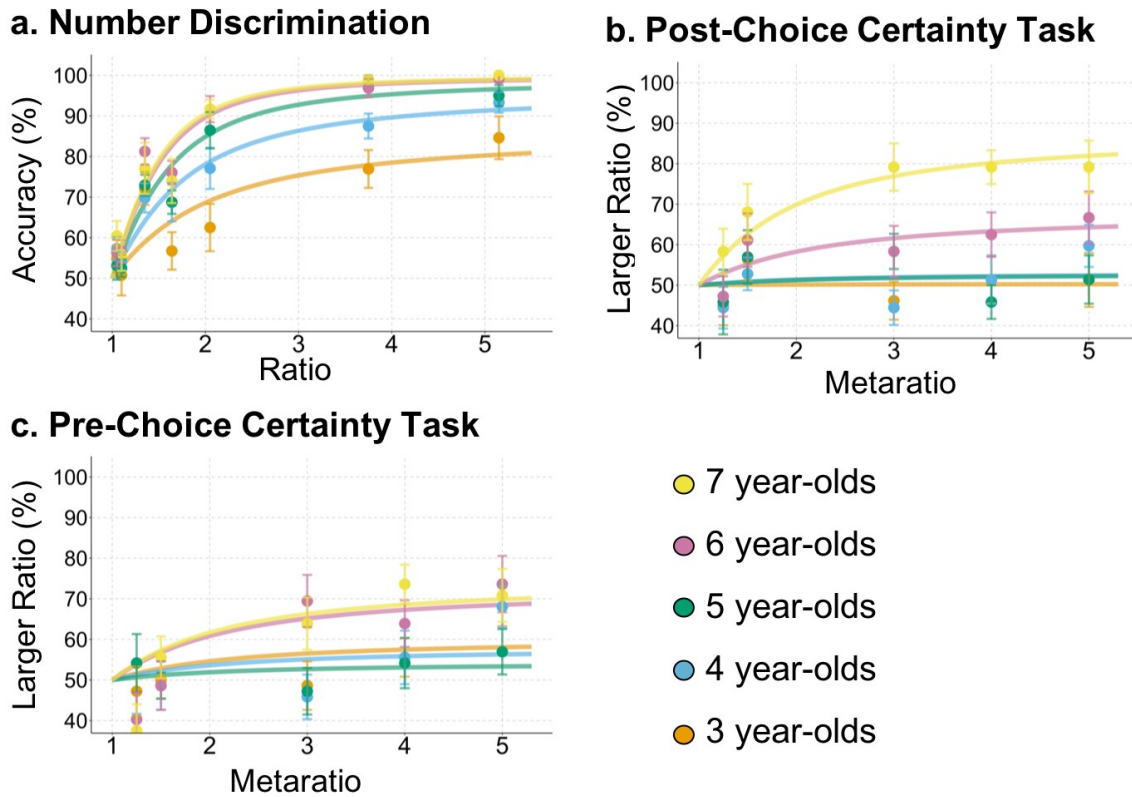 a. Number Discrimination
Accuracy (%)
100
90
80
70
60
50
40
1 2 3 4 5
Ratio
b. Post-Choice Certainty Task
Larger Ratio (%)
100
90
80
70
60
50
40
1 2 3 4 5
Metaratio
c. Pre-Choice Certainty Task
Larger Ratio (%)
100
90
80
70
60
50
40
1 2 3 4 5
Metaratio
7 year-olds
6 year-olds
5 year-olds
4 year-olds
3 year-olds